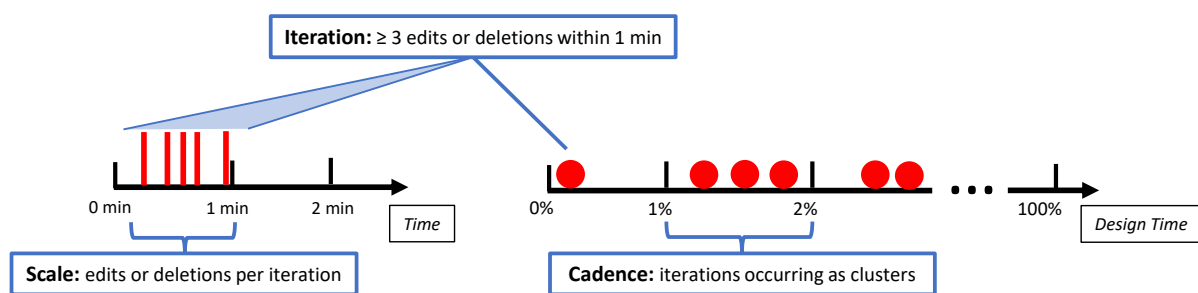 Iteration: ≥ 3 edits or deletions within 1 min
0 min
1 min
2 min
Time
0%
1%
2%
100%
Design Time
Scale: edits or deletions per iteration
Cadence: iterations occurring as clusters